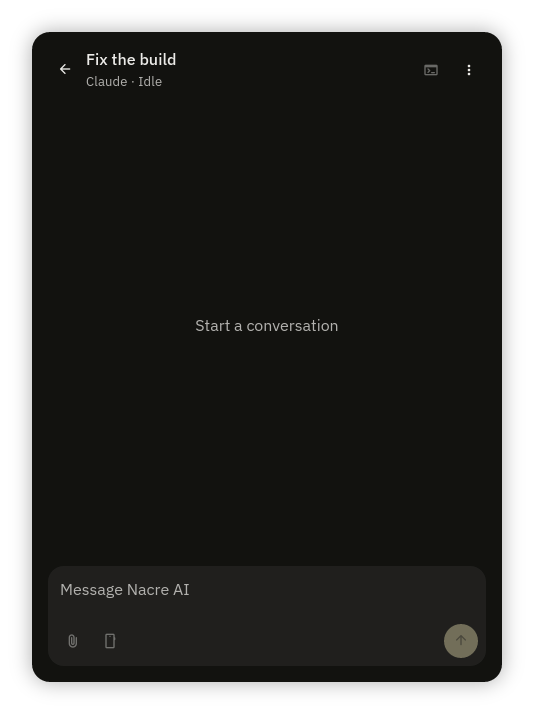 Fix the build
Claude · Idle
Start a conversation
Message Nacre AI